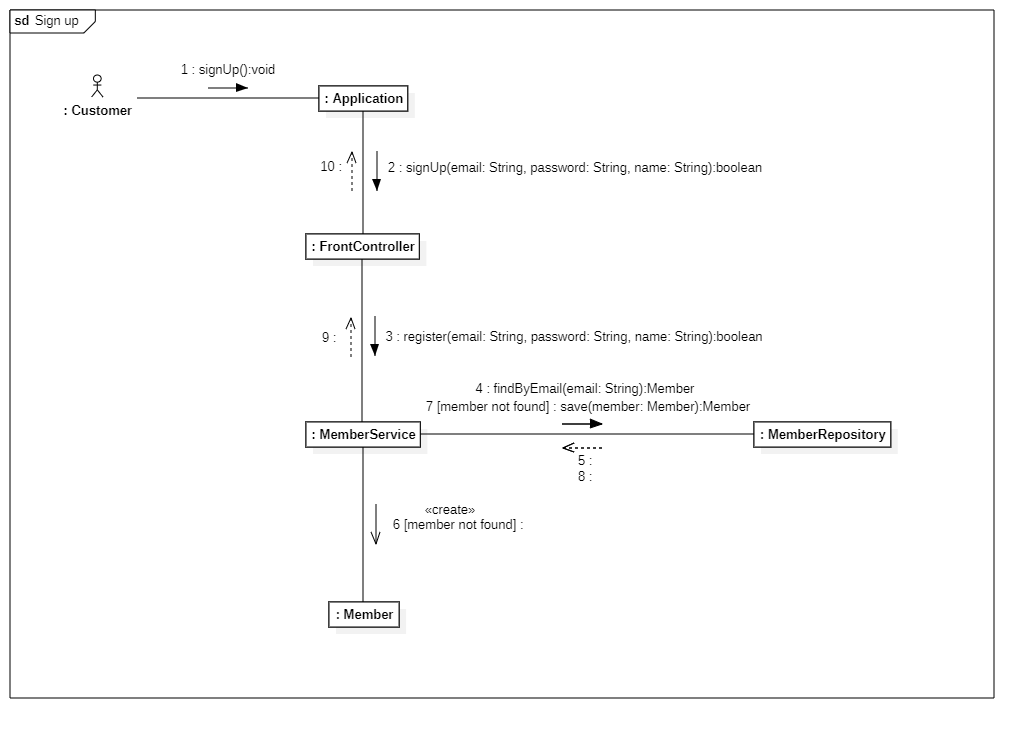 sd Sign up
1 : signUp():void
: Customer
: Application
10 :
2 : signUp(email: String, password: String, name: String):boolean
: FrontController
9 :
3 : register(email: String, password: String, name: String):boolean
4 : findByEmail(email: String):Member
7 [member not found] : save(member: Member):Member
: MemberService
: MemberRepository
5 :
8 :
«create»
6 [member not found] :
: Member